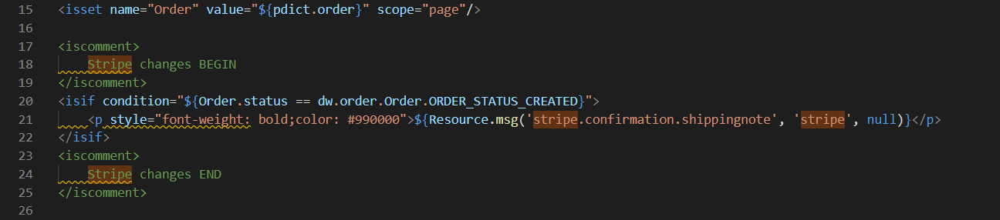 15 <isset name="Order" value="${pdict.order}" scope="page"/>
16
17 <iscomment>
18     Stripe changes BEGIN
19 </iscomment>
20 <isif condition="${Order.status == dw.order.Order.ORDER_STATUS_CREATED}">
21     <p style="font-weight: bold;color: #990000">${Resource.msg('stripe.confirmation.shippingnote', 'stripe', null)}</p>
22 </isif>
23 <iscomment>
24     Stripe changes END
25 </iscomment>
26